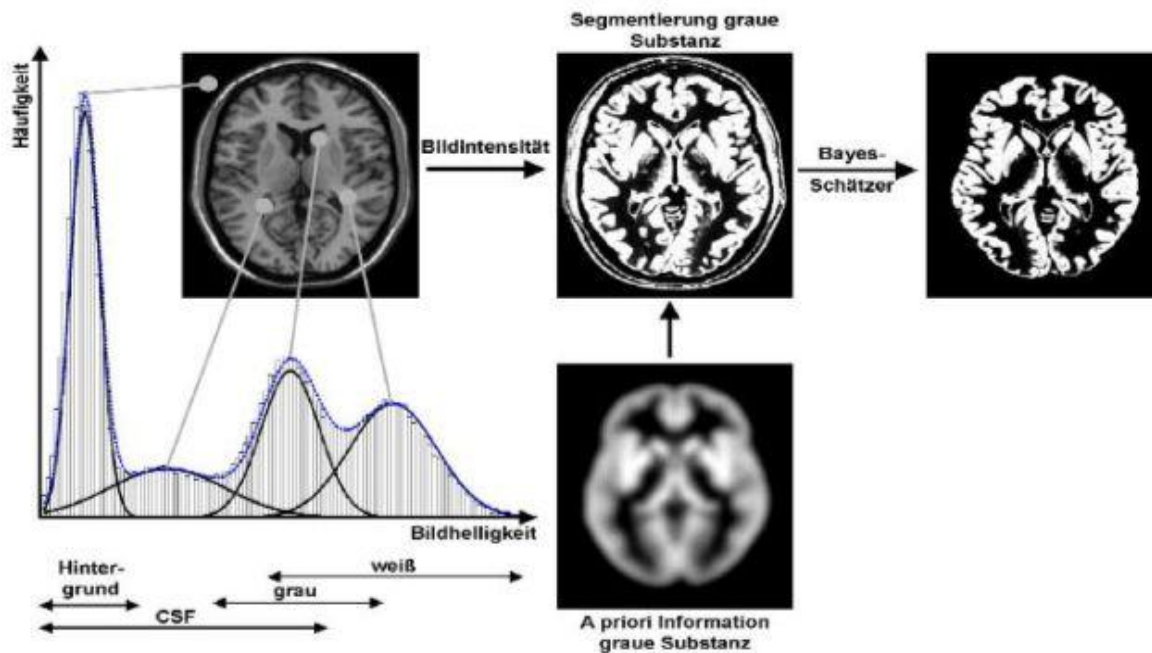 Segmentierung graue
Substanz
Häufigkeit
Bildintensität
Bayes-
Schätzer
Bildhelligkeit
Hinter-
grund
weiß
grau
CSF
A priori Information
graue Substanz